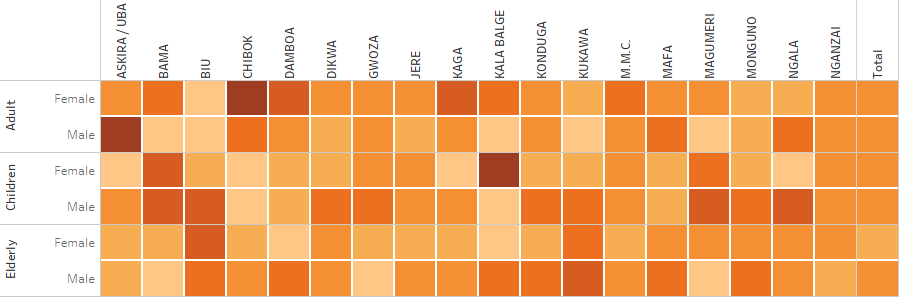 ASKIRA / UBA
BAMA
BIU
CHIBOK
DAMBOA
DIKWA
GWOZA
JERE
KAGA
KALA BALGE
KONDUGA
KUKAWA
M.M.C.
MAFA
MAGUMERI
MONGUNO
NGALA
NGANZAI
Total
Adult
Female
Male
Children
Female
Male
Elderly
Female
Male